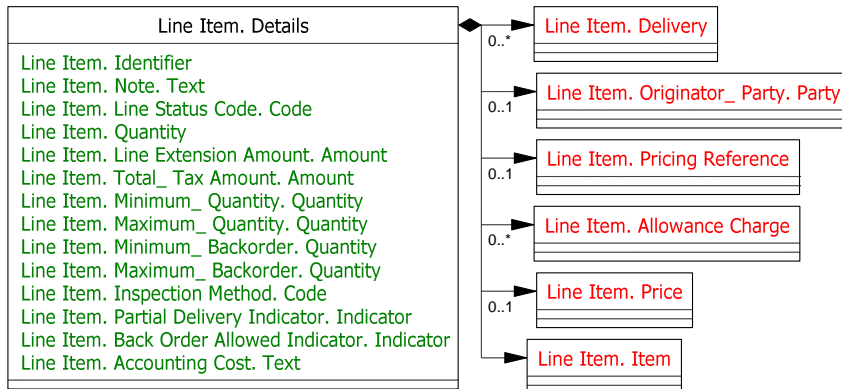 Line Item. Details
Line Item. Identifier
Line Item. Note. Text
Line Item. Line Status Code. Code
Line Item. Quantity
Line Item. Line Extension Amount. Amount
Line Item. Total_ Tax Amount. Amount
Line Item. Minimum_ Quantity. Quantity
Line Item. Maximum_ Quantity. Quantity
Line Item. Minimum_ Backorder. Quantity
Line Item. Maximum_ Backorder. Quantity
Line Item. Inspection Method. Code
Line Item. Partial Delivery Indicator. Indicator
Line Item. Back Order Allowed Indicator. Indicator
Line Item. Accounting Cost. Text
0..*
Line Item. Delivery
0..1
Line Item. Originator_ Party. Party
0..1
Line Item. Pricing Reference
0..*
Line Item. Allowance Charge
0..1
Line Item. Price
Line Item. Item